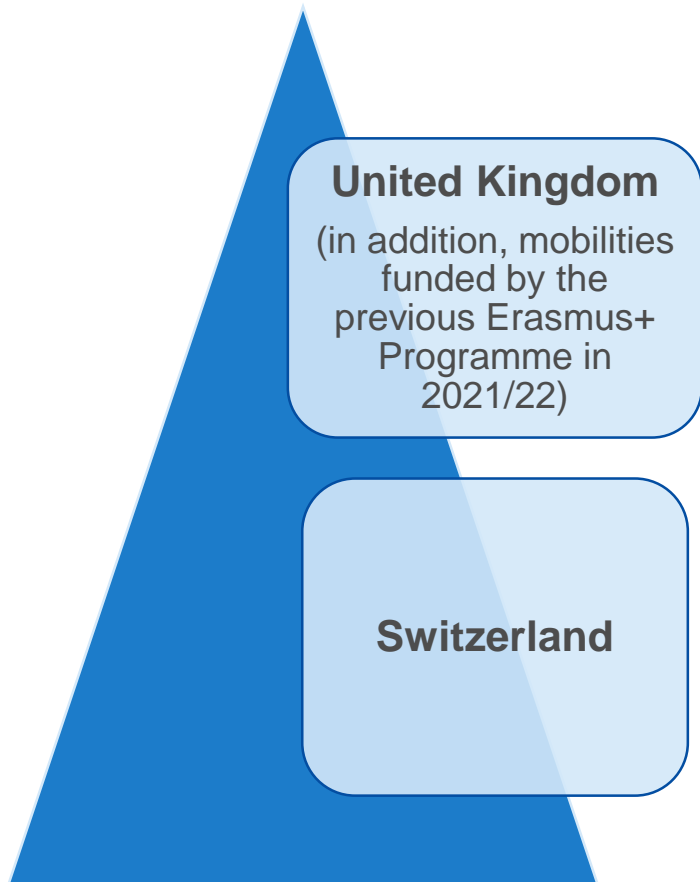 United Kingdom
(in addition, mobilities
funded by the
previous Erasmus+
Programme in
2021/22)
Switzerland